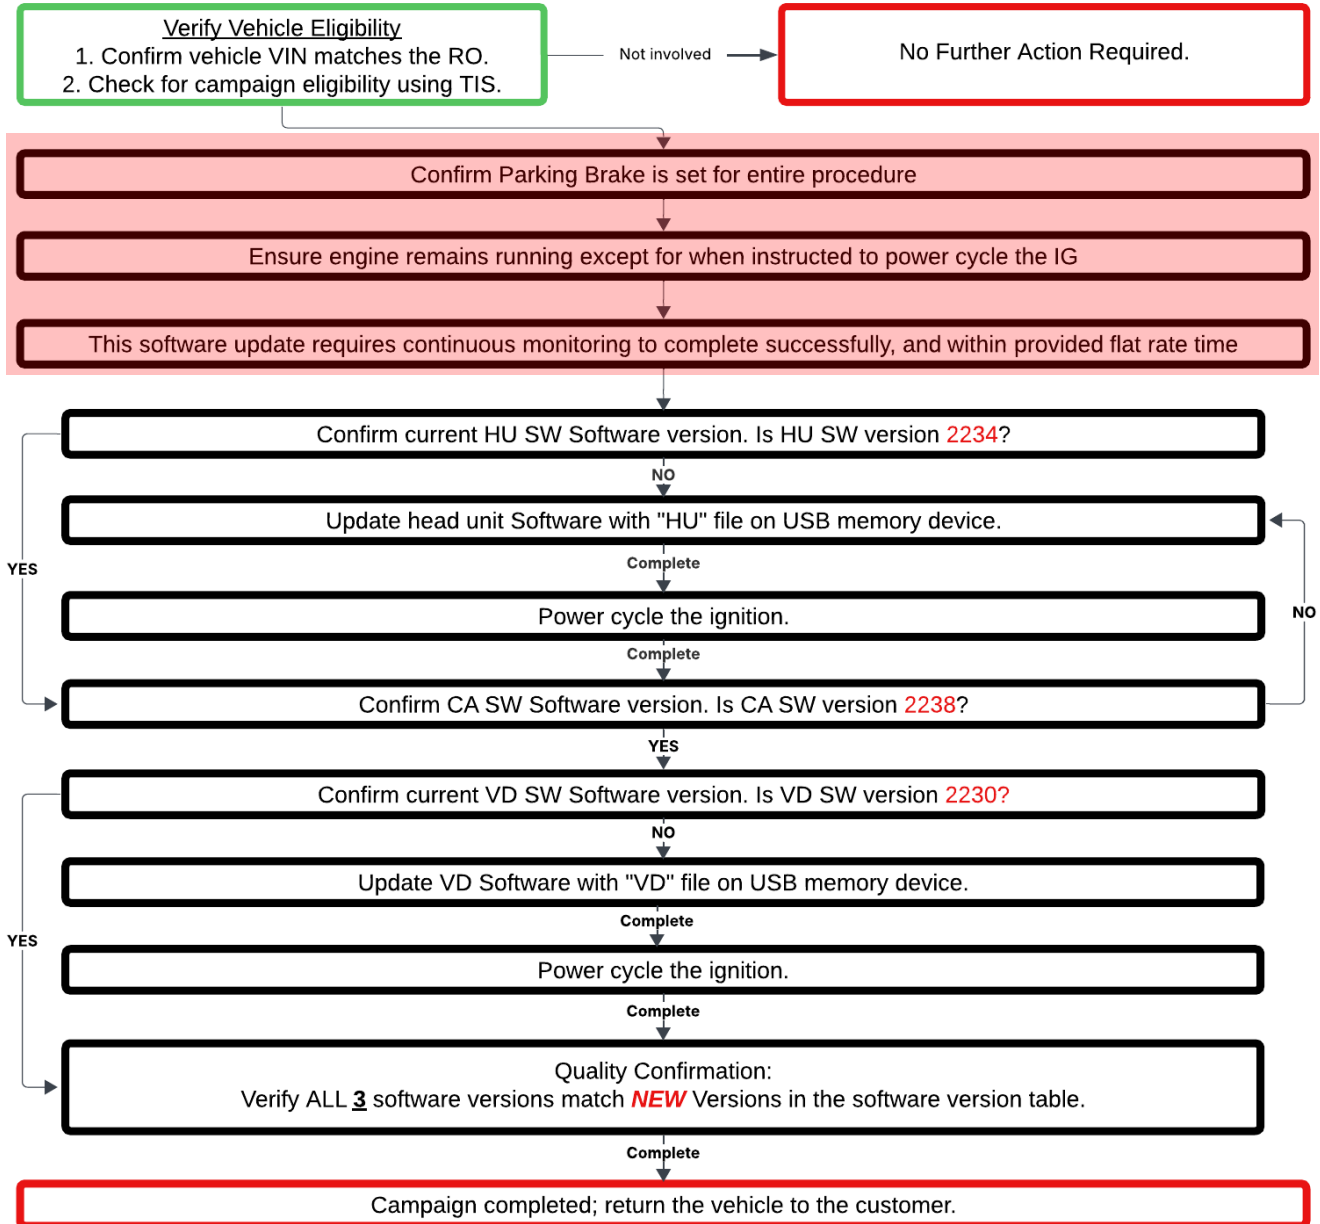 Verify Vehicle Eligibility
1. Confirm vehicle VIN matches the RO.
2. Check for campaign eligibility using TIS.
Not involved
No Further Action Required.
Confirm Parking Brake is set for entire procedure
Ensure engine remains running except for when instructed to power cycle the IG
This software update requires continuous monitoring to complete successfully, and within provided flat rate time
Confirm current HU SW Software version. Is HU SW version 2234?
NO
Update head unit Software with "HU" file on USB memory device.
YES
Complete
Power cycle the ignition.
NO
Complete
Confirm CA SW Software version. Is CA SW version 2238?
YES
Confirm current VD SW Software version. Is VD SW version 2230?
NO
Update VD Software with "VD" file on USB memory device.
Complete
YES
Power cycle the ignition.
Complete
Quality Confirmation:
Verify ALL 3 software versions match NEW Versions in the software version table.
Complete
Campaign completed; return the vehicle to the customer.